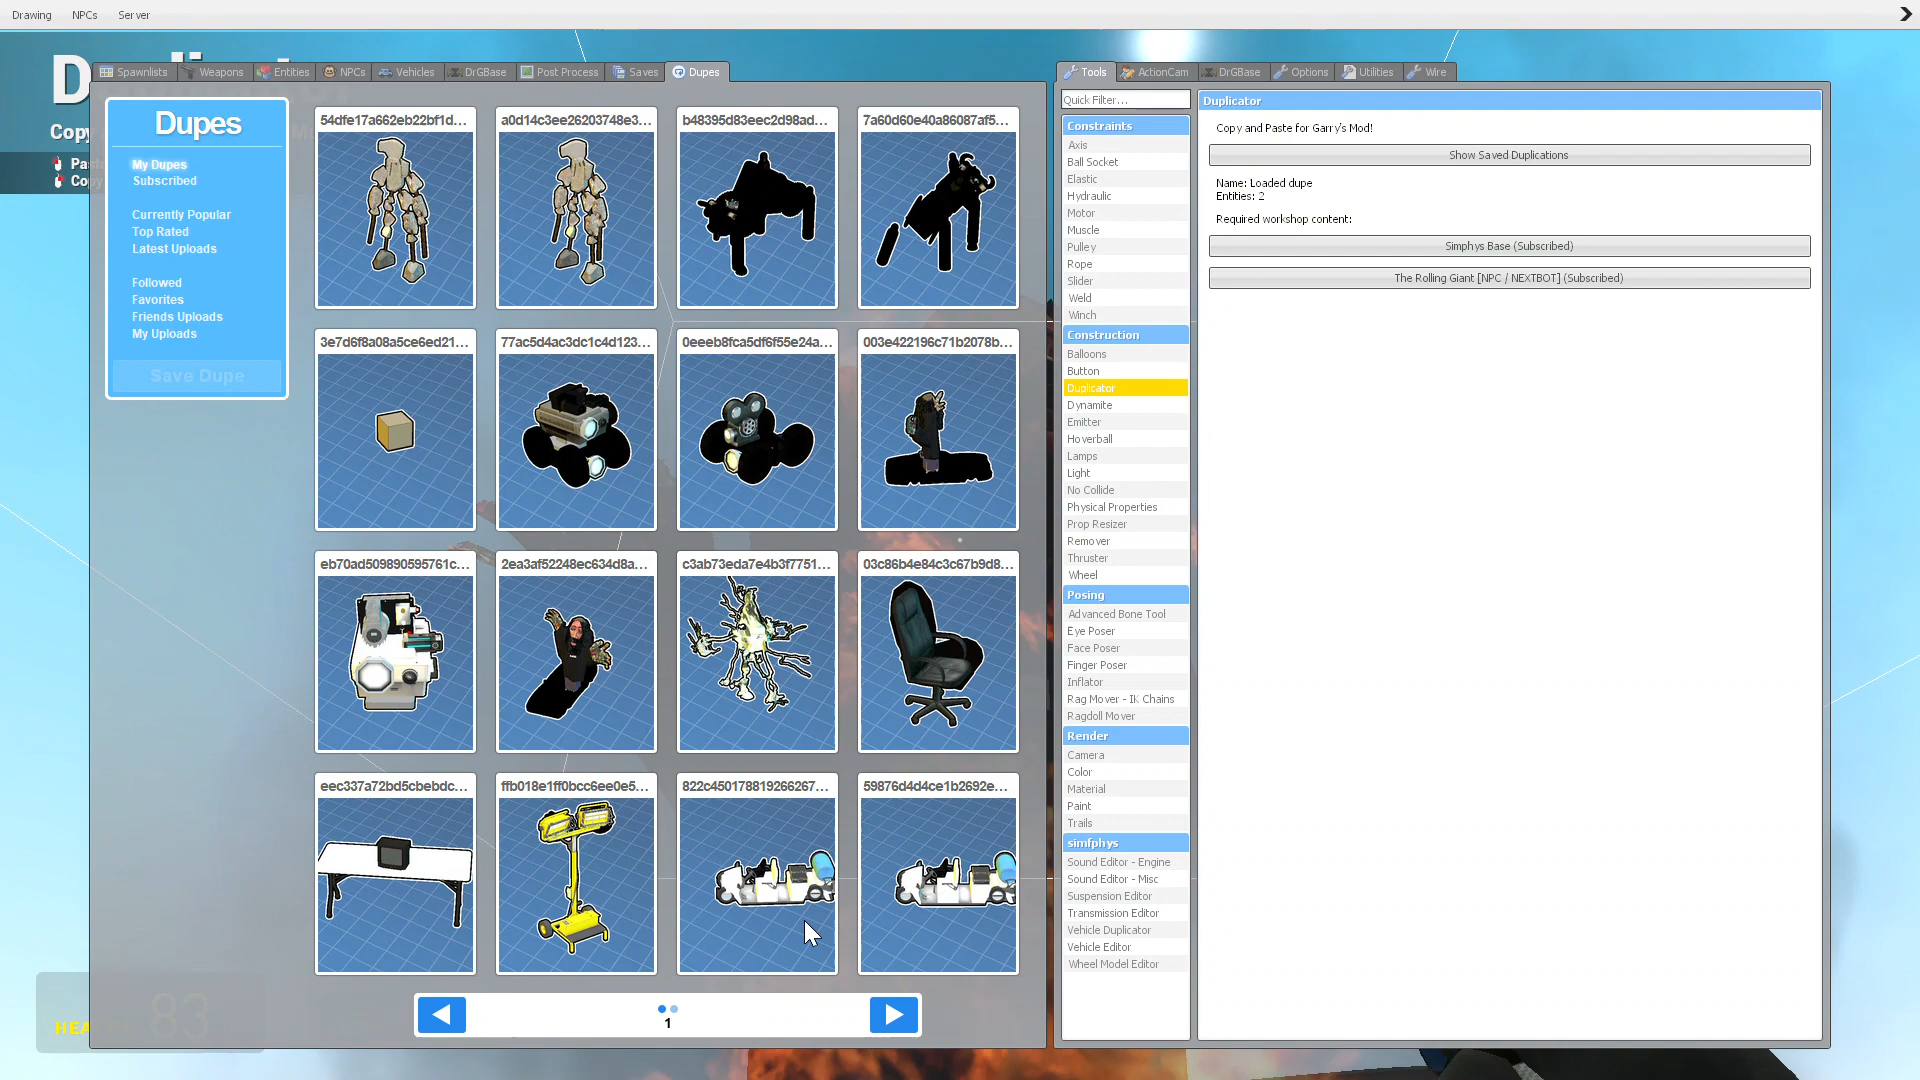 Drawing NPCs Server
Spawnlists Weapons Entities NPCs Vehicles DrGBase Post Process Saves Dupes
Tools ActionCam DrGBase Options Utilities Wire
Dupes
My Dupes
Subscribed
Currently Popular
Top Rated
Latest Uploads
Followed
Favorites
Friends Uploads
My Uploads
Save Dupe
54dfe17a662eb22bf1d...
a0d14c3ee26203748e3...
b48395d83eec2d98ad...
7a60d60e40a86087af5...
3e7d6f8a08a5ce6ed21...
77ac5d4ac3dc1c4d123...
0eeeb8fca5df6f55e24a...
003e422196c71b2078b...
eb70ad509890595761c...
2ea3af52248ec634d8a...
c3ab73eda7e4b3f7751...
03c86b4e84c3c67b9d8...
eec337a72bd5cbebdc...
ffb018e1ff0bcc6ee0e5...
822c450178819266267...
59876d4d4ce1b2692e...
1
Quick Filter...
Constraints
Axis
Ball Socket
Elastic
Hydraulic
Motor
Muscle
Pulley
Rope
Slider
Weld
Winch
Construction
Balloons
Button
Duplicator
Dynamite
Emitter
Hoverball
Lamps
Light
No Collide
Physical Properties
Prop Resizer
Remover
Thruster
Wheel
Posing
Advanced Bone Tool
Eye Poser
Face Poser
Finger Poser
Inflator
Rag Mover - IK Chains
Ragdoll Mover
Render
Camera
Color
Material
Paint
Trails
simfphys
Sound Editor - Engine
Sound Editor - Misc
Suspension Editor
Transmission Editor
Vehicle Duplicator
Vehicle Editor
Wheel Model Editor
Duplicator
Copy and Paste for Garry's Mod!
Show Saved Duplications
Name: Loaded dupe
Entities: 2
Required workshop content:
Simphys Base (Subscribed)
The Rolling Giant [NPC / NEXTBOT] (Subscribed)
83